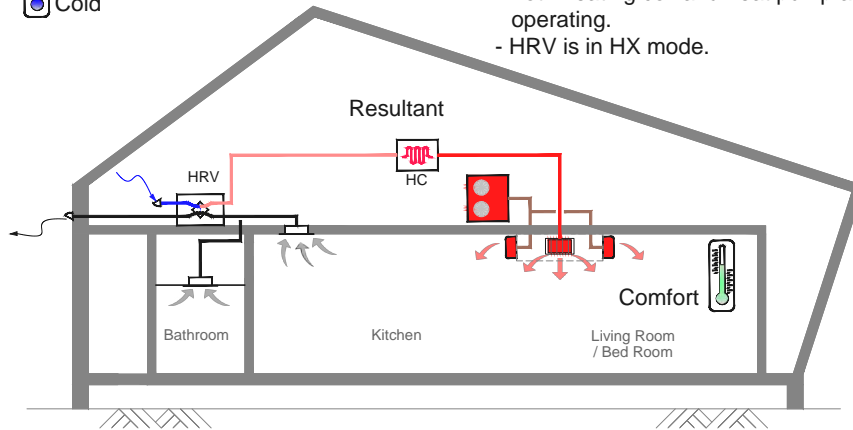 Cold
operating.
- HRV is in HX mode.
Resultant
HRV
HC
Comfort
Bathroom
Kitchen
Living Room
/ Bed Room